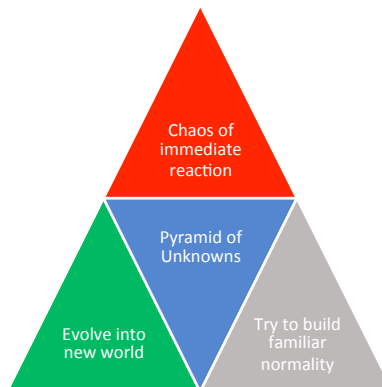 Chaos of
immediate
reaction
Pyramid of
Unknowns
Evolve into
new world
Try to build
familiar
normality